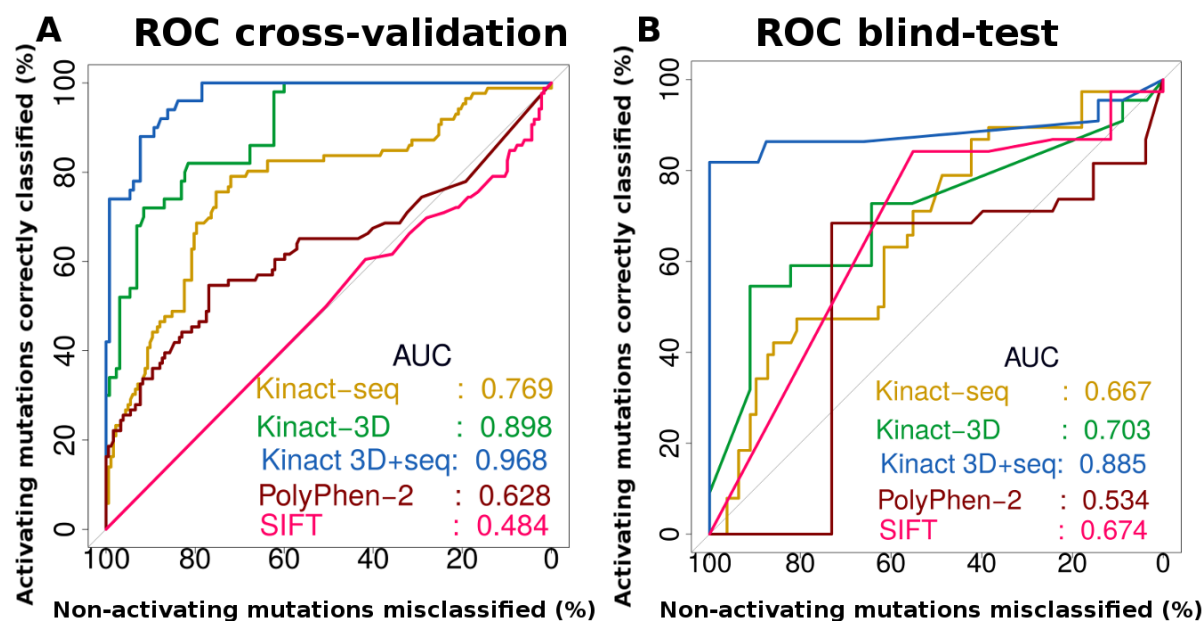 A ROC cross-validation
Activating mutations correctly classified (%)
100
80
60
40
20
0
AUC
Kinact−seq : 0.769
Kinact−3D : 0.898
Kinact 3D+seq: 0.968
PolyPhen−2 : 0.628
SIFT : 0.484
100 80 60 40 20 0
Non-activating mutations misclassified (%)
B ROC blind-test
Activating mutations correctly classified (%)
100
80
60
40
20
0
AUC
Kinact−seq : 0.667
Kinact−3D : 0.703
Kinact 3D+seq: 0.885
PolyPhen−2 : 0.534
SIFT : 0.674
100 80 60 40 20 0
Non-activating mutations misclassified (%)